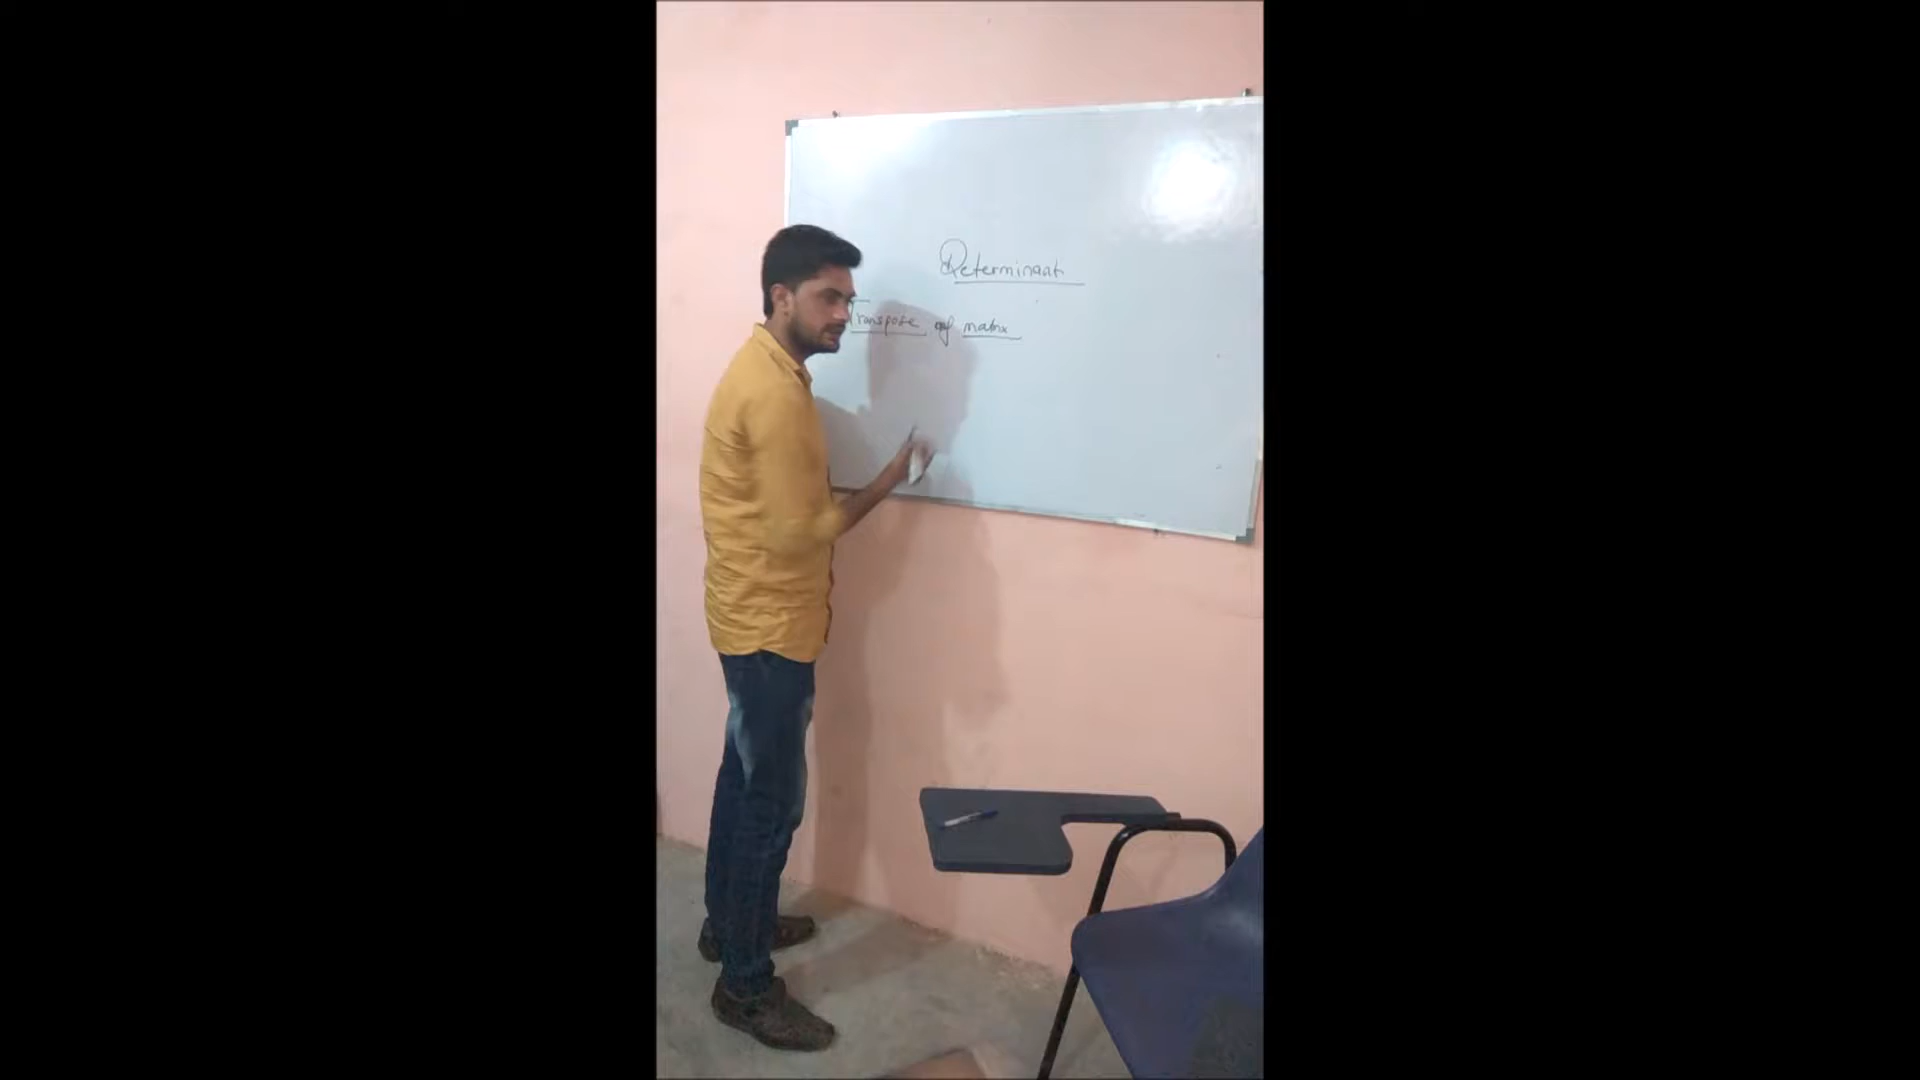 Determinant
Transpose of matrix